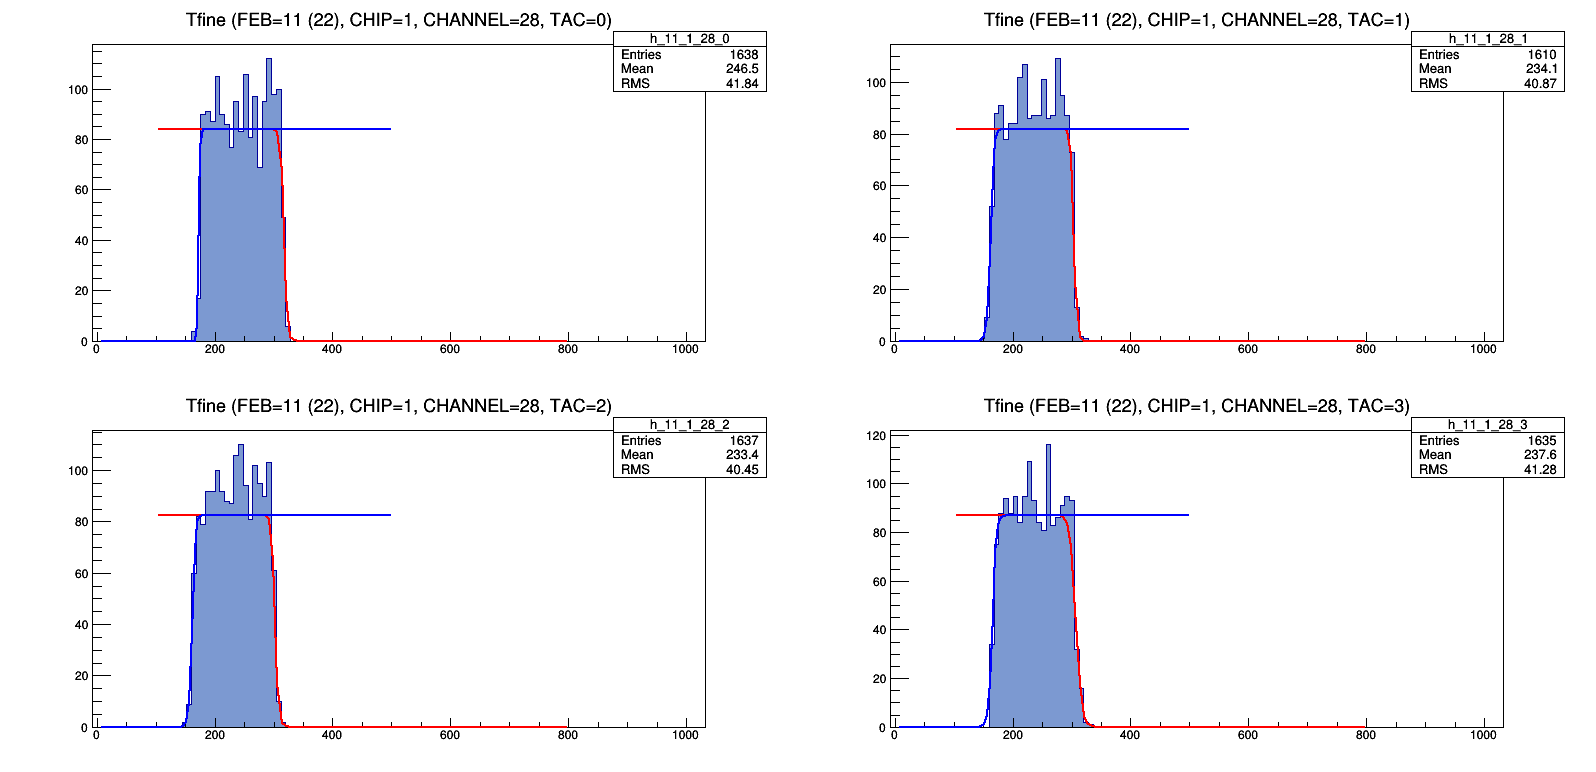 Tfine (FEB=11 (22), CHIP=1, CHANNEL=28, TAC=0)
h_11_1_28_0
Entries 1638
Mean 246.5
RMS 41.84
100
80
60
40
20
0
0 200 400 600 800 1000
Tfine (FEB=11 (22), CHIP=1, CHANNEL=28, TAC=1)
h_11_1_28_1
Entries 1610
Mean 234.1
RMS 40.87
100
80
60
40
20
0
0 200 400 600 800 1000
Tfine (FEB=11 (22), CHIP=1, CHANNEL=28, TAC=2)
h_11_1_28_2
Entries 1637
Mean 233.4
RMS 40.45
100
80
60
40
20
0
0 200 400 600 800 1000
Tfine (FEB=11 (22), CHIP=1, CHANNEL=28, TAC=3)
h_11_1_28_3
Entries 1635
Mean 237.6
RMS 41.28
120
100
80
60
40
20
0
0 200 400 600 800 1000